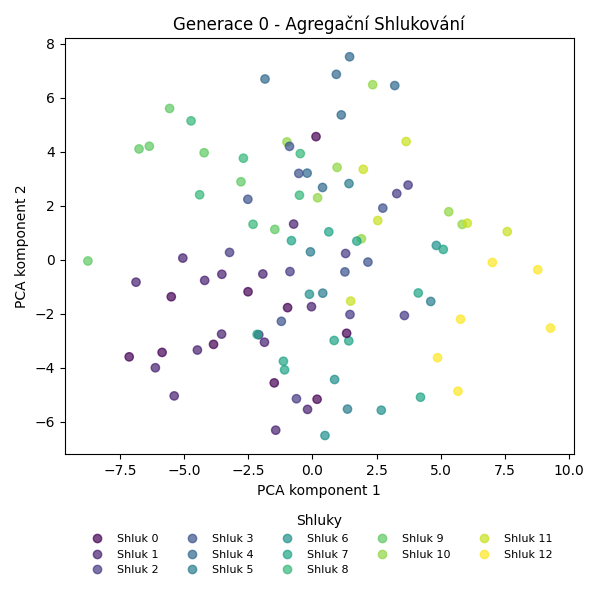 Generace 0 - Agregační Shlukování
8
6
4
2
0
−2
−4
−6
PCA komponent 2
−7.5 −5.0 −2.5 0.0 2.5 5.0 7.5 10.0
PCA komponent 1
Shluky
Shluk 0 Shluk 3 Shluk 6 Shluk 9 Shluk 11
Shluk 1 Shluk 4 Shluk 7 Shluk 10 Shluk 12
Shluk 2 Shluk 5 Shluk 8